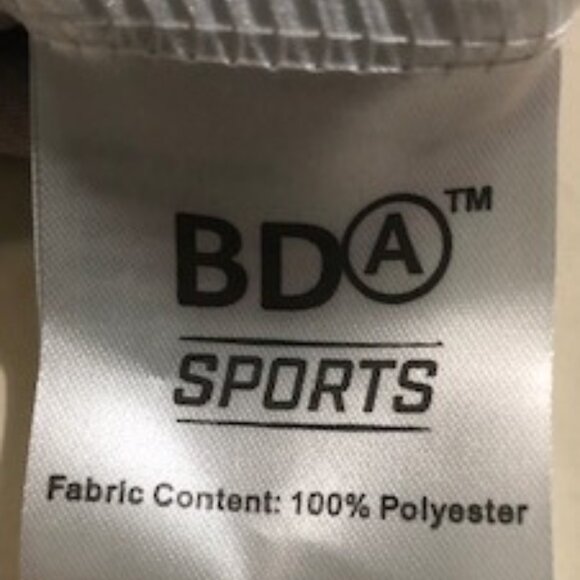 BDA™
SPORTS
Fabric Content: 100% Polyester